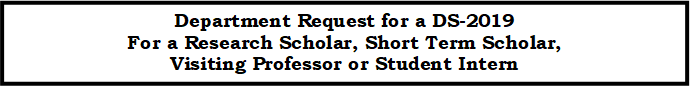 Department Request for a DS-2019
For a Research Scholar, Short Term Scholar,
Visiting Professor or Student Intern